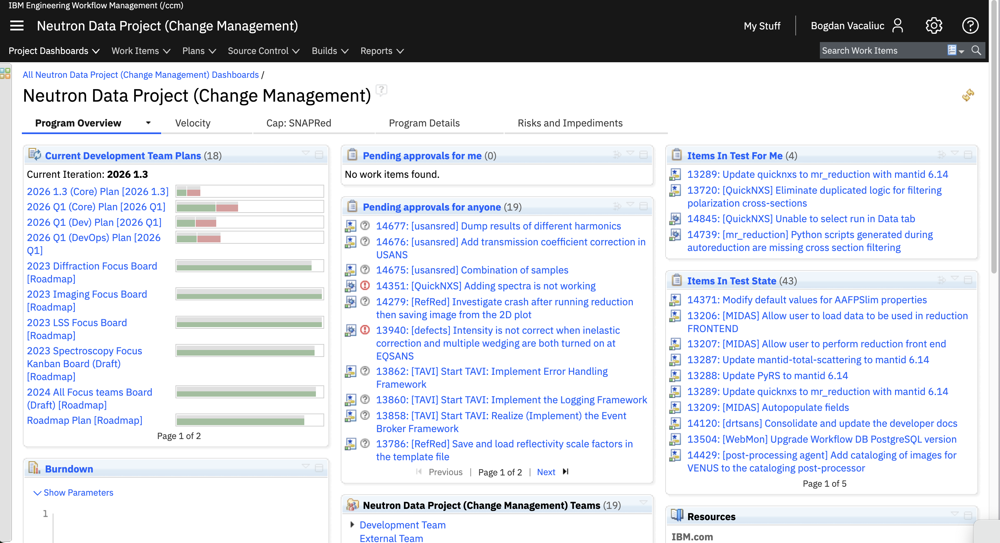 IBM Engineering Workflow Management (/ccm)
Neutron Data Project (Change Management)
My Stuff
Bogdan Vacaliuc
Project Dashboards
Work Items
Plans
Source Control
Builds
Reports
Search Work Items
All Neutron Data Project (Change Management) Dashboards /
Neutron Data Project (Change Management)
Program Overview
Velocity
Cap: SNAPRed
Program Details
Risks and Impediments
Current Development Team Plans (18)
Current Iteration: 2026 1.3
2026 1.3 (Core) Plan [2026 1.3]
2026 Q1 (Core) Plan [2026 Q1]
2026 Q1 (Dev) Plan [2026 Q1]
2026 Q1 (DevOps) Plan [2026
Q1]
2023 Diffraction Focus Board
[Roadmap]
2023 Imaging Focus Board
[Roadmap]
2023 LSS Focus Board
[Roadmap]
2023 Spectroscopy Focus
Kanban Board (Draft)
[Roadmap]
2024 All Focus teams Board
(Draft) [Roadmap]
Roadmap Plan [Roadmap]
Page 1 of 2
Burndown
Show Parameters
1
Pending approvals for me (0)
No work items found.
Pending approvals for anyone (19)
14677: [usansred] Dump results of different harmonics
14676: [usansred] Add transmission coefficient correction in
USANS
14675: [usansred] Combination of samples
14351: [QuickNXS] Adding spectra is not working
14279: [RefRed] Investigate crash after running reduction
then saving image from the 2D plot
13940: [defects] Intensity is not correct when inelastic
correction and multiple wedging are both turned on at
EQSANS
13862: [TAVI] Start TAVI: Implement Error Handling
Framework
13860: [TAVI] Start TAVI: Implement the Logging Framework
13858: [TAVI] Start TAVI: Realize (Implement) the Event
Broker Framework
13786: [RefRed] Save and load reflectivity scale factors in
the template file
Previous | Page 1 of 2 | Next
Neutron Data Project (Change Management) Teams (19)
Development Team
External Team
Items In Test For Me (4)
13289: Update quicknxs to mr_reduction with mantid 6.14
13720: [QuickNXS] Eliminate duplicated logic for filtering
polarization cross-sections
14845: [QuickNXS] Unable to select run in Data tab
14739: [mr_reduction] Python scripts generated during
autoreduction are missing cross section filtering
Items In Test State (43)
14371: Modify default values for AAFPSlim properties
13206: [MIDAS] Allow user to load data to be used in reduction
FRONTEND
13207: [MIDAS] Allow user to perform reduction front end
13287: Update mantid-total-scattering to mantid 6.14
13288: Update PyRS to mantid 6.14
13289: Update quicknxs to mr_reduction with mantid 6.14
13209: [MIDAS] Autopopulate fields
14120: [drtsans] Consolidate and update the developer docs
13504: [WebMon] Upgrade Workflow DB PostgreSQL version
14429: [post-processing agent] Add cataloging of images for
VENUS to the cataloging post-processor
Page 1 of 5
Resources
IBM.com